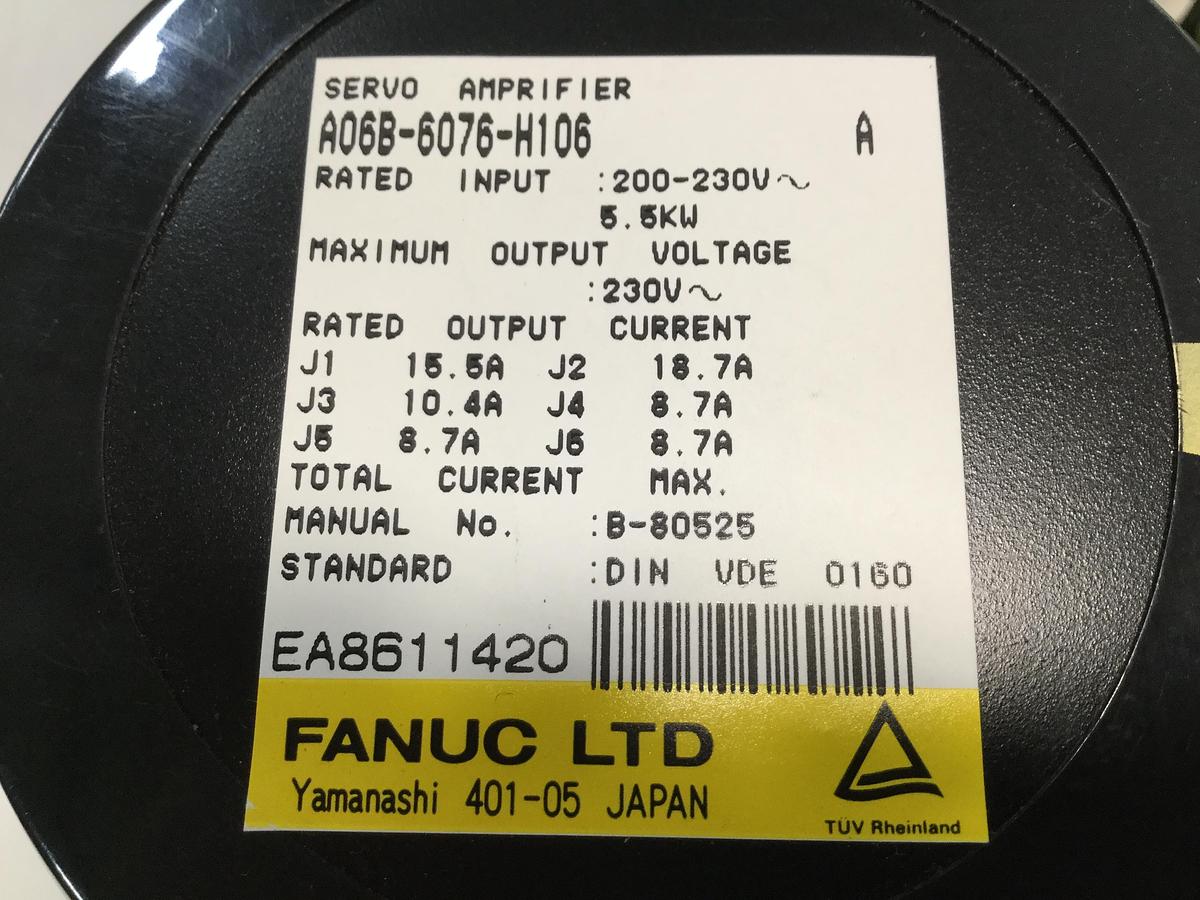 SERVO AMPRIFIER
A06B-6076-H106 A
RATED INPUT :200-230V～
5.5KW
MAXIMUM OUTPUT VOLTAGE
:230V～
RATED OUTPUT CURRENT
J1 15.5A J2 18.7A
J3 10.4A J4 8.7A
J5 8.7A J6 8.7A
TOTAL CURRENT MAX.
MANUAL No. :B-80525
STANDARD :DIN VDE 0160
EA8611420
FANUC LTD
Yamanashi 401-05 JAPAN
TÜV Rheinland